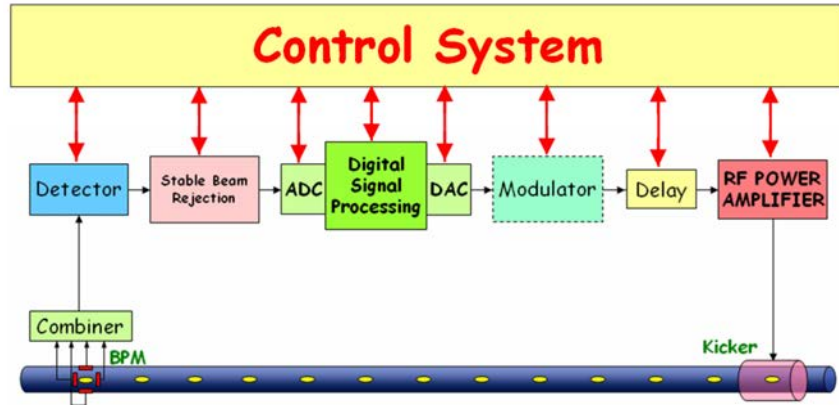 Control System
Detector
Stable Beam
Rejection
ADC
Digital
Signal
Processing
DAC
Modulator
Delay
RF POWER
AMPLIFIER
Combiner
BPM
Kicker